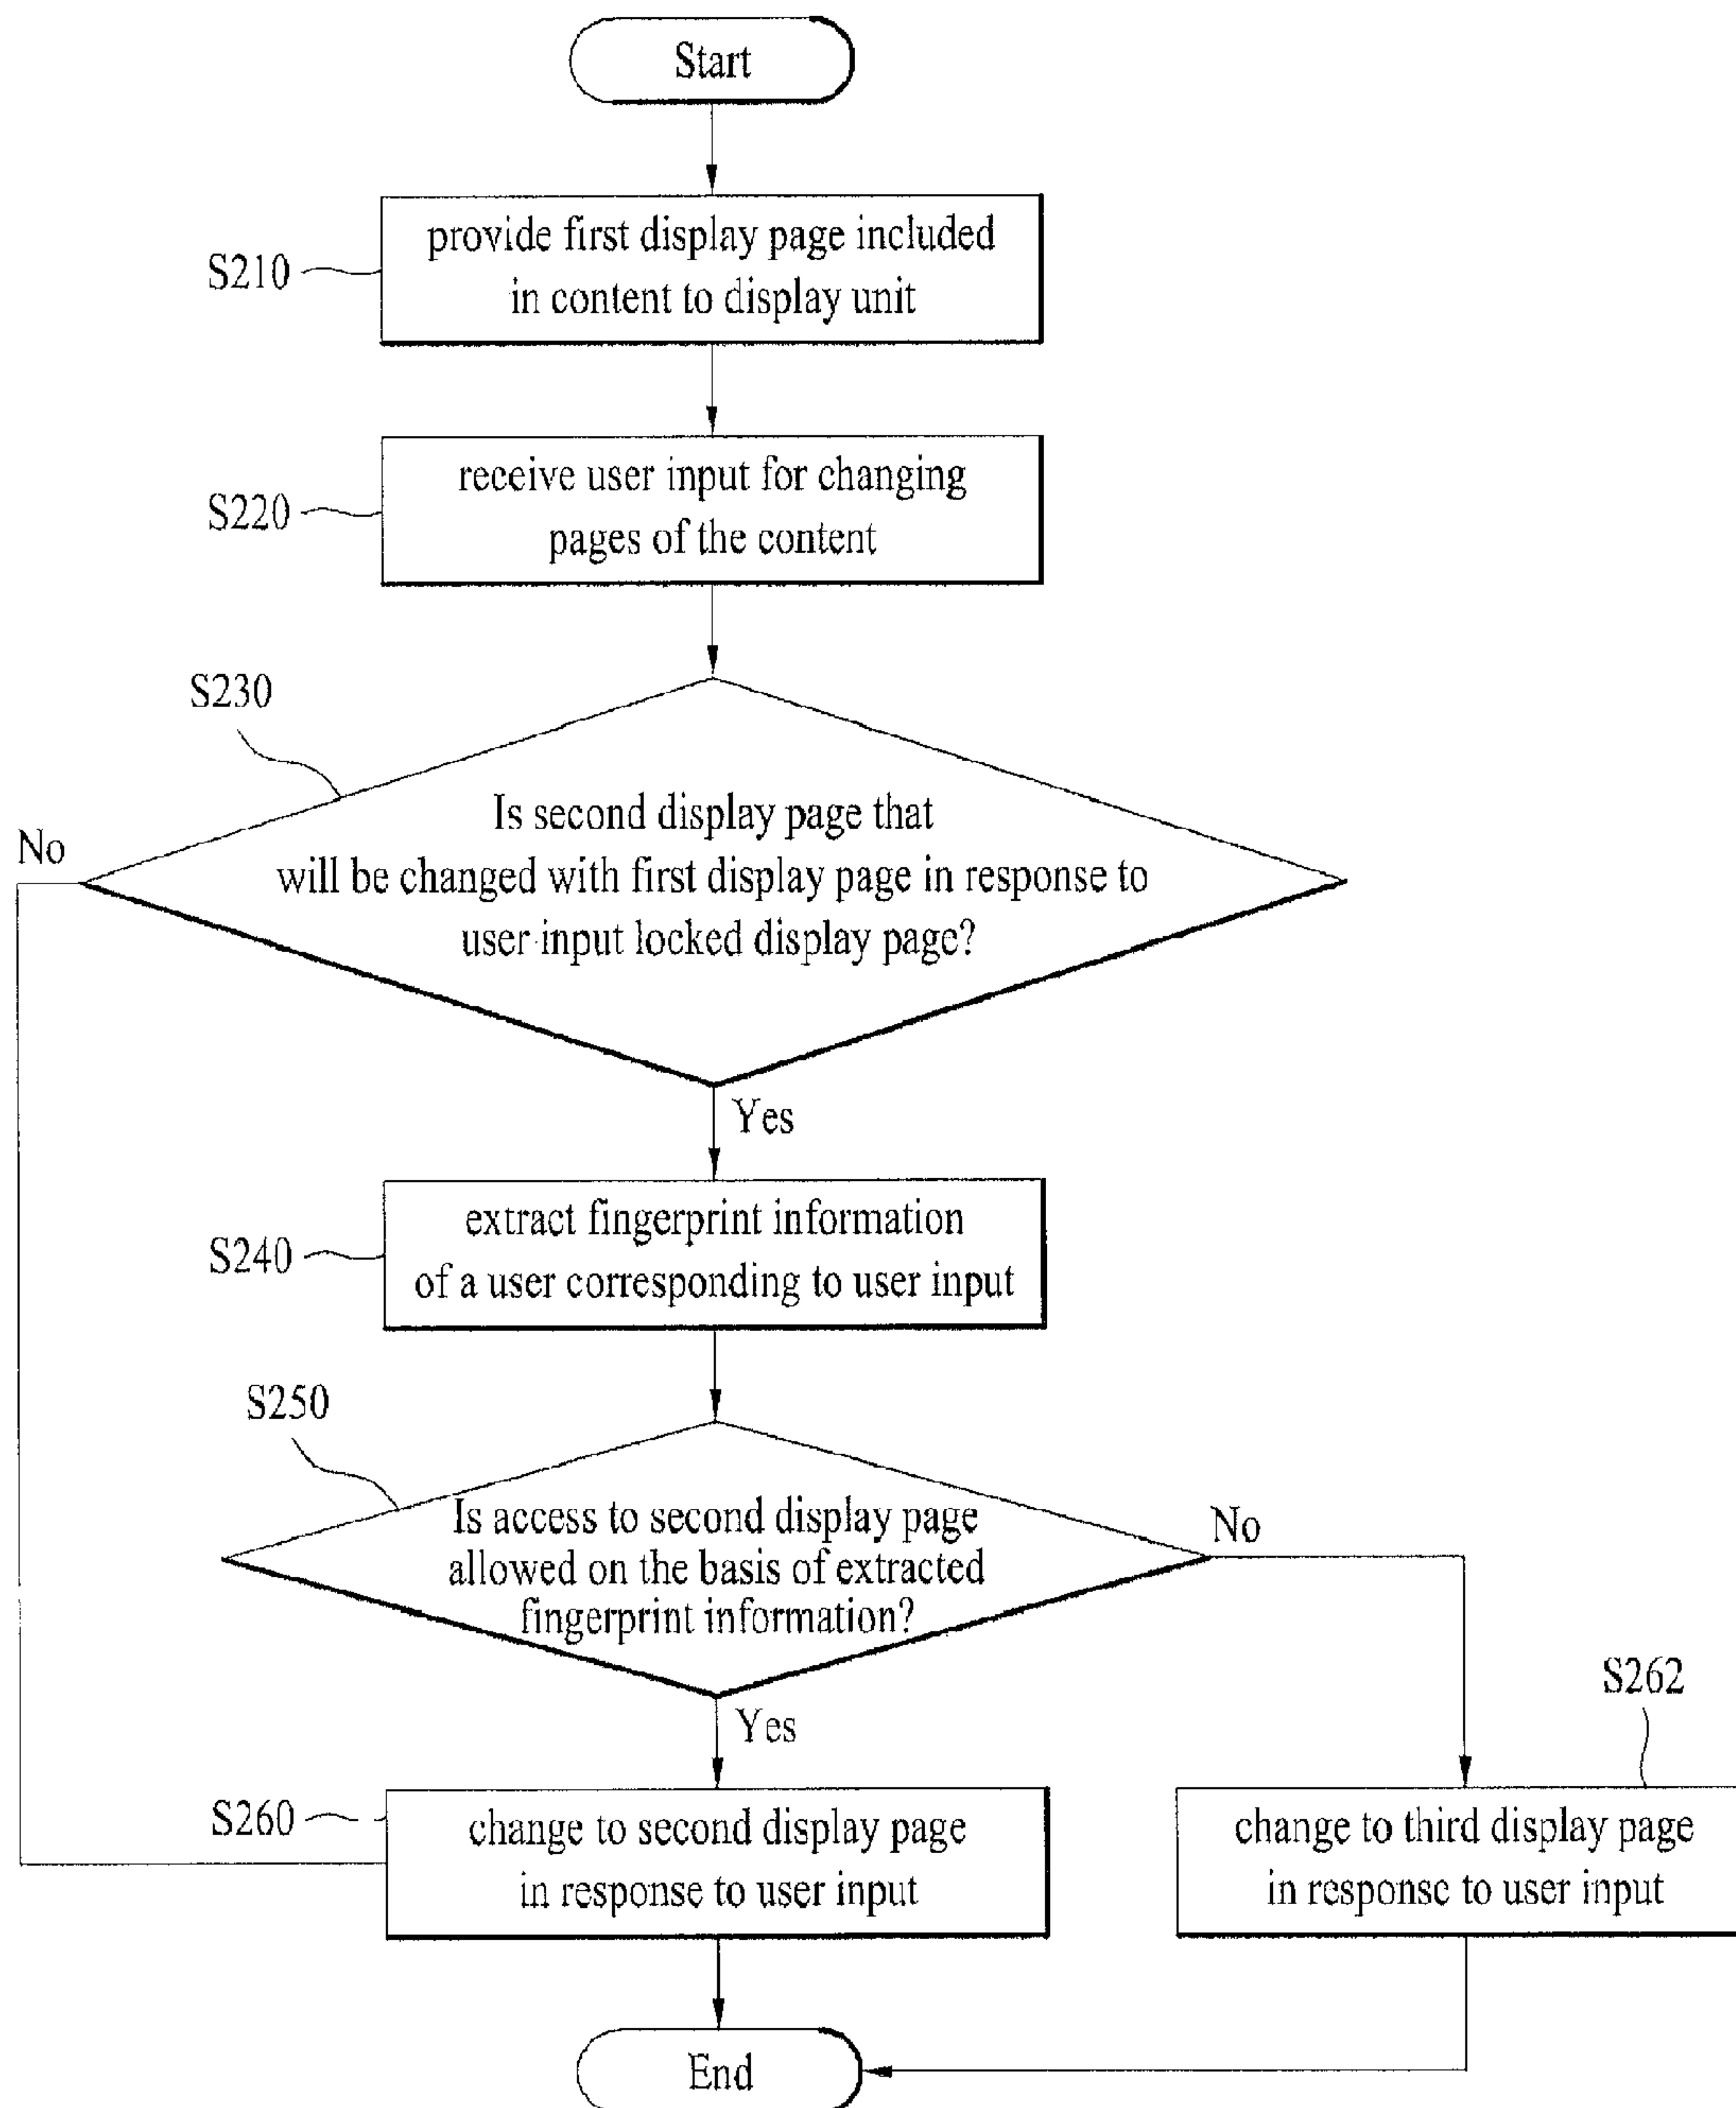 Start
S210
provide first display page included
in content to display unit
S220
receive user input for changing
pages of the content
S230
No
Is second display page that
will be changed with first display page in response to
user input locked display page?
Yes
S240
extract fingerprint information
of a user corresponding to user input
S250
Is access to second display page
allowed on the basis of extracted
fingerprint information?
No
Yes
S262
S260
change to second display page
in response to user input
change to third display page
in response to user input
End